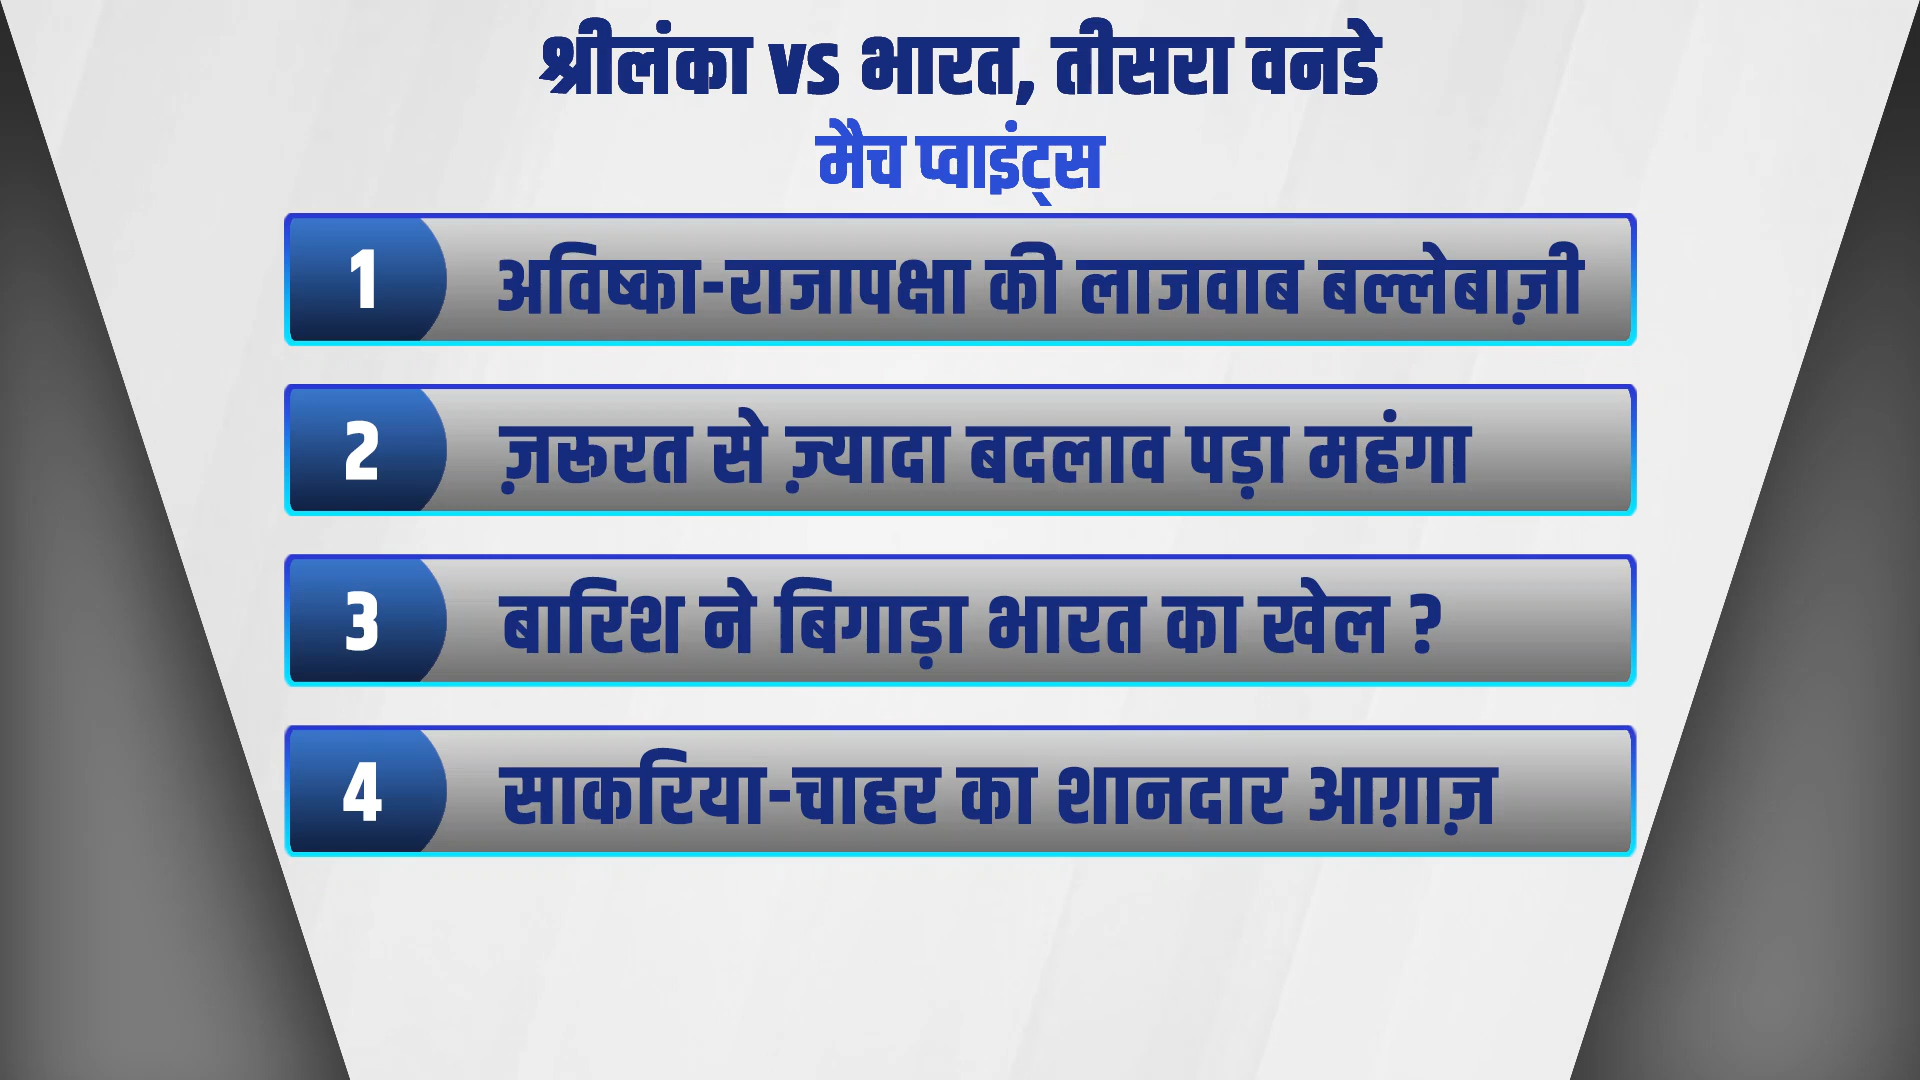 श्रीलंका vs भारत, तीसरा वनडे
मैच प्वाइंट्स
1 अविष्का-राजापक्षा की लाजवाब बल्लेबाज़ी
2 ज़रूरत से ज़्यादा बदलाव पड़ा महंगा
3 बारिश ने बिगाड़ा भारत का खेल ?
4 साकरिया-चाहर का शानदार आग़ाज़